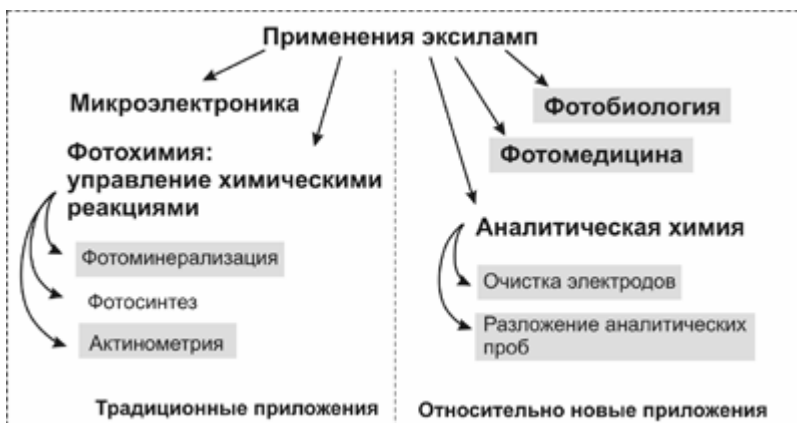 Применения эксиламп
Микроэлектроника
Фотохимия:
управление химическими
реакциями
Фотоминерализация
Фотосинтез
Актинометрия
Традиционные приложения
Фотобиология
Фотомедицина
Аналитическая химия
Очистка электродов
Разложение аналитических
проб
Относительно новые приложения